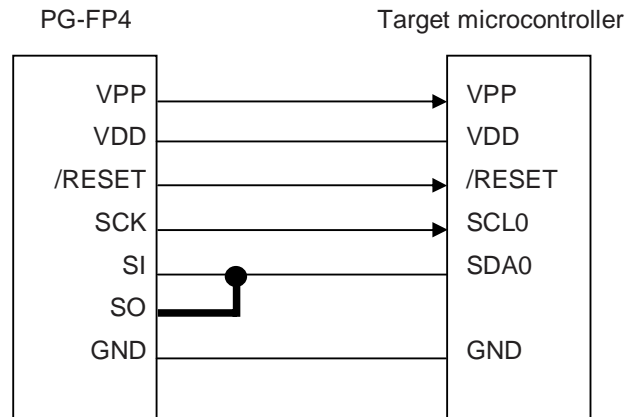 PG-FP4 Target microcontroller
VPP VPP
VDD VDD
/RESET /RESET
SCK SCL0
SI SDA0
SO
GND GND